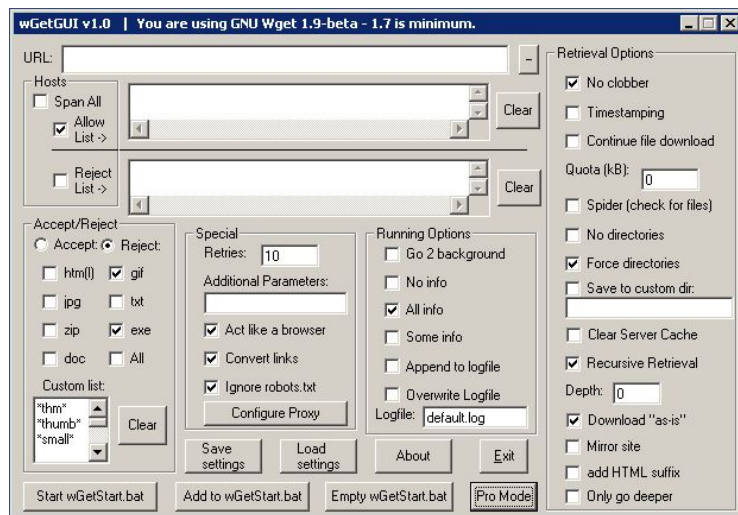 wGetGUI v1.0 | You are using GNU Wget 1.9-beta - 1.7 is minimum.
URL:
-
Hosts
Span All
Allow
List ->
Clear
Reject
List ->
Clear
Accept/Reject
Accept: Reject:
htm(l) gif
jpg txt
zip exe
doc All
Custom list:
*thm*
*thumb*
*small*
Clear
Special
Retries: 10
Additional Parameters:
Act like a browser
Convert links
Ignore robots.txt
Configure Proxy
Running Options
Go 2 background
No info
All info
Some info
Append to logfile
Overwrite Logfile
Logfile: default.log
Save
settings
Load
settings
About
Exit
Start wGetStart.bat
Add to wGetStart.bat
Empty wGetStart.bat
Pro Mode
Retrieval Options
No clobber
Timestamping
Continue file download
Quota (kB): 0
Spider (check for files)
No directories
Force directories
Save to custom dir:
Clear Server Cache
Recursive Retrieval
Depth: 0
Download "as-is"
Mirror site
add HTML suffix
Only go deeper